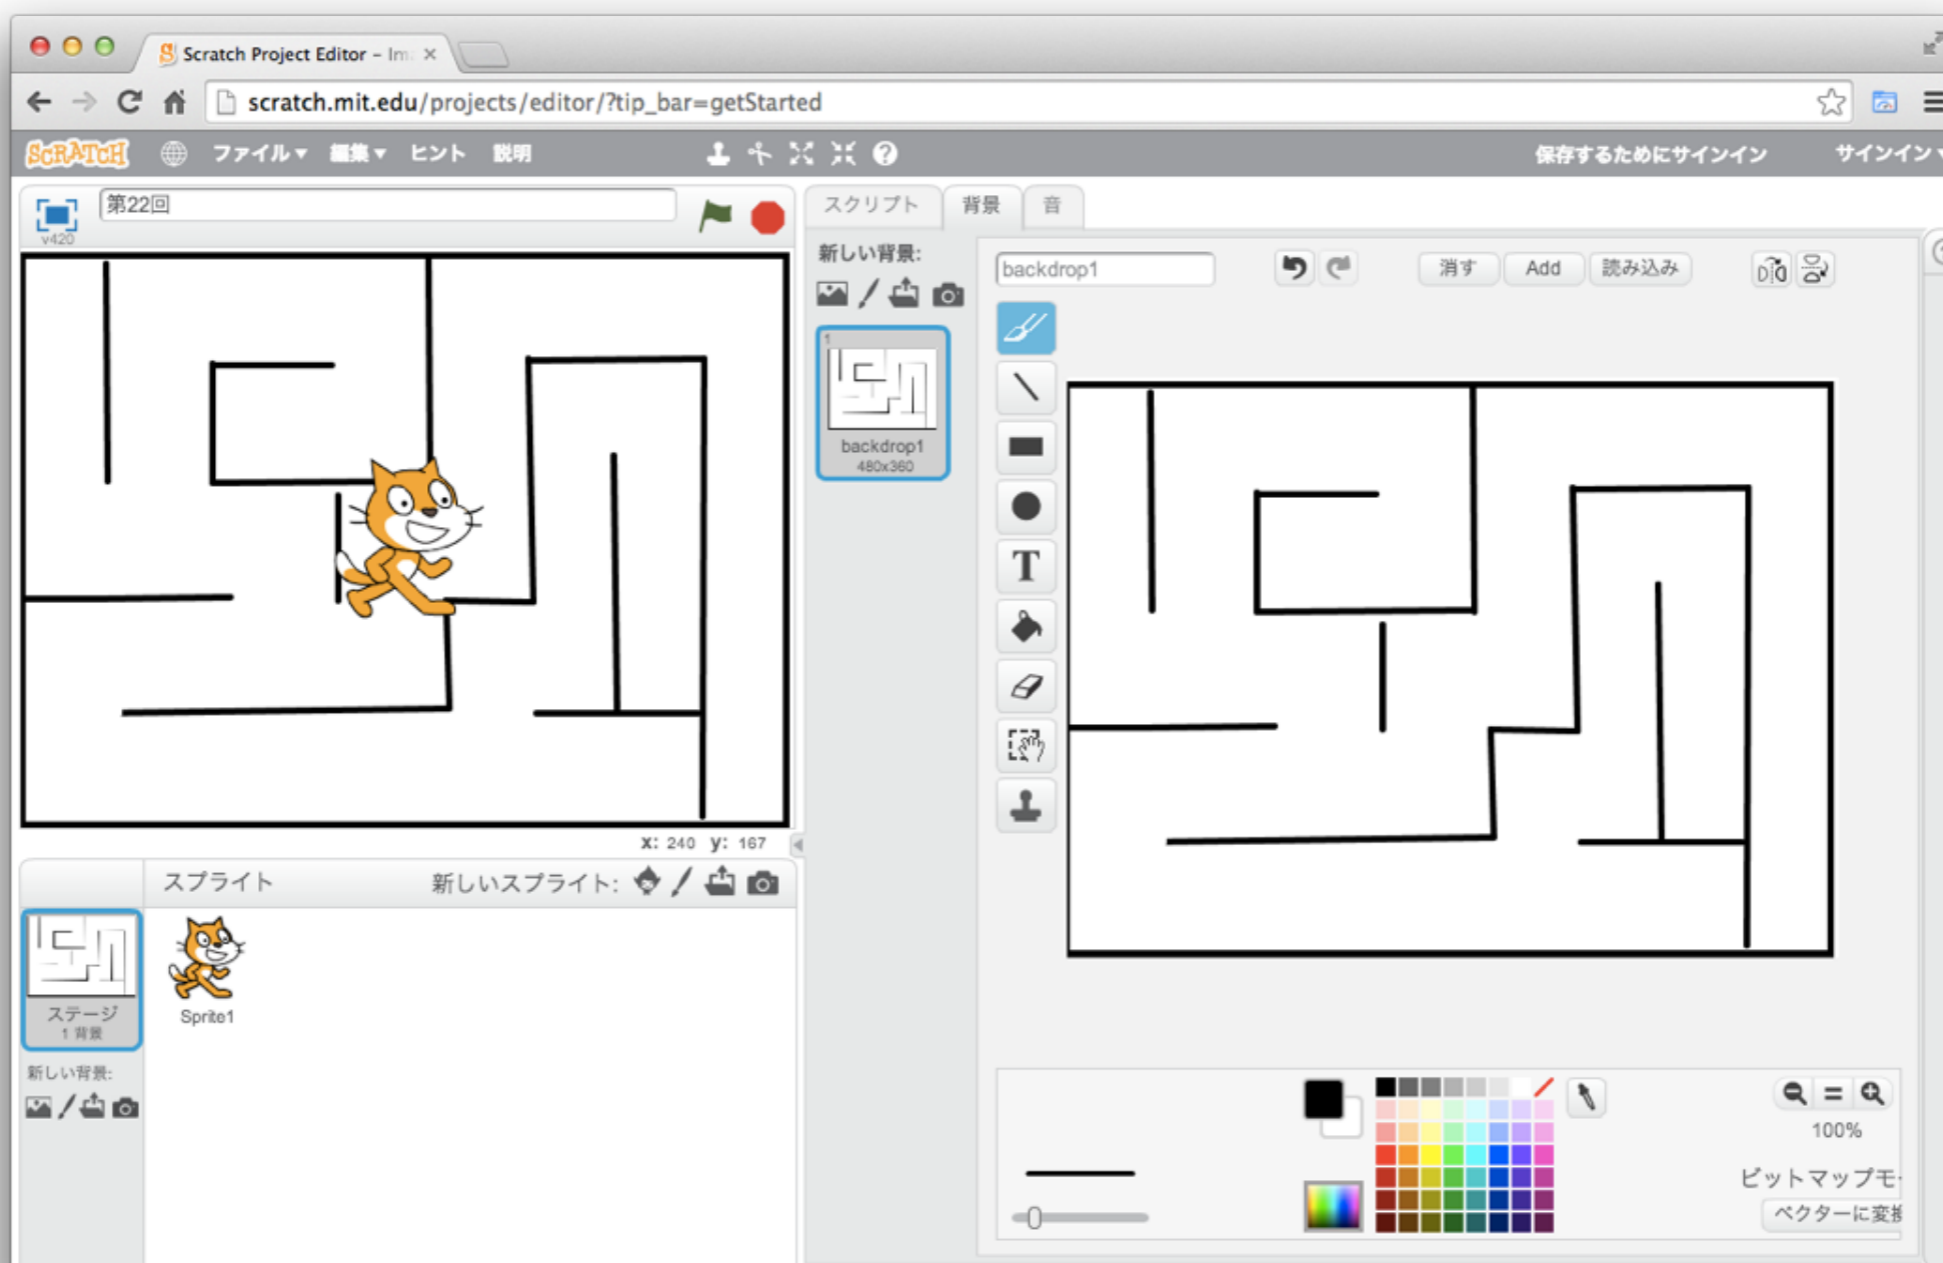 Scratch Project Editor – Im
scratch.mit.edu/projects/editor/?tip_bar=getStarted
SCRATCH ファイル 編集 ヒント 説明 保存するためにサインイン サインイン
第22回
v420
スクリプト 背景 音
新しい背景:
backdrop1 消す Add 読み込み
1
backdrop1
480x360
T
x: 240 y: 167
スプライト 新しいスプライト:
ステージ
1 背景
Sprite1
新しい背景:
100%
ビットマップモ
ベクターに変換